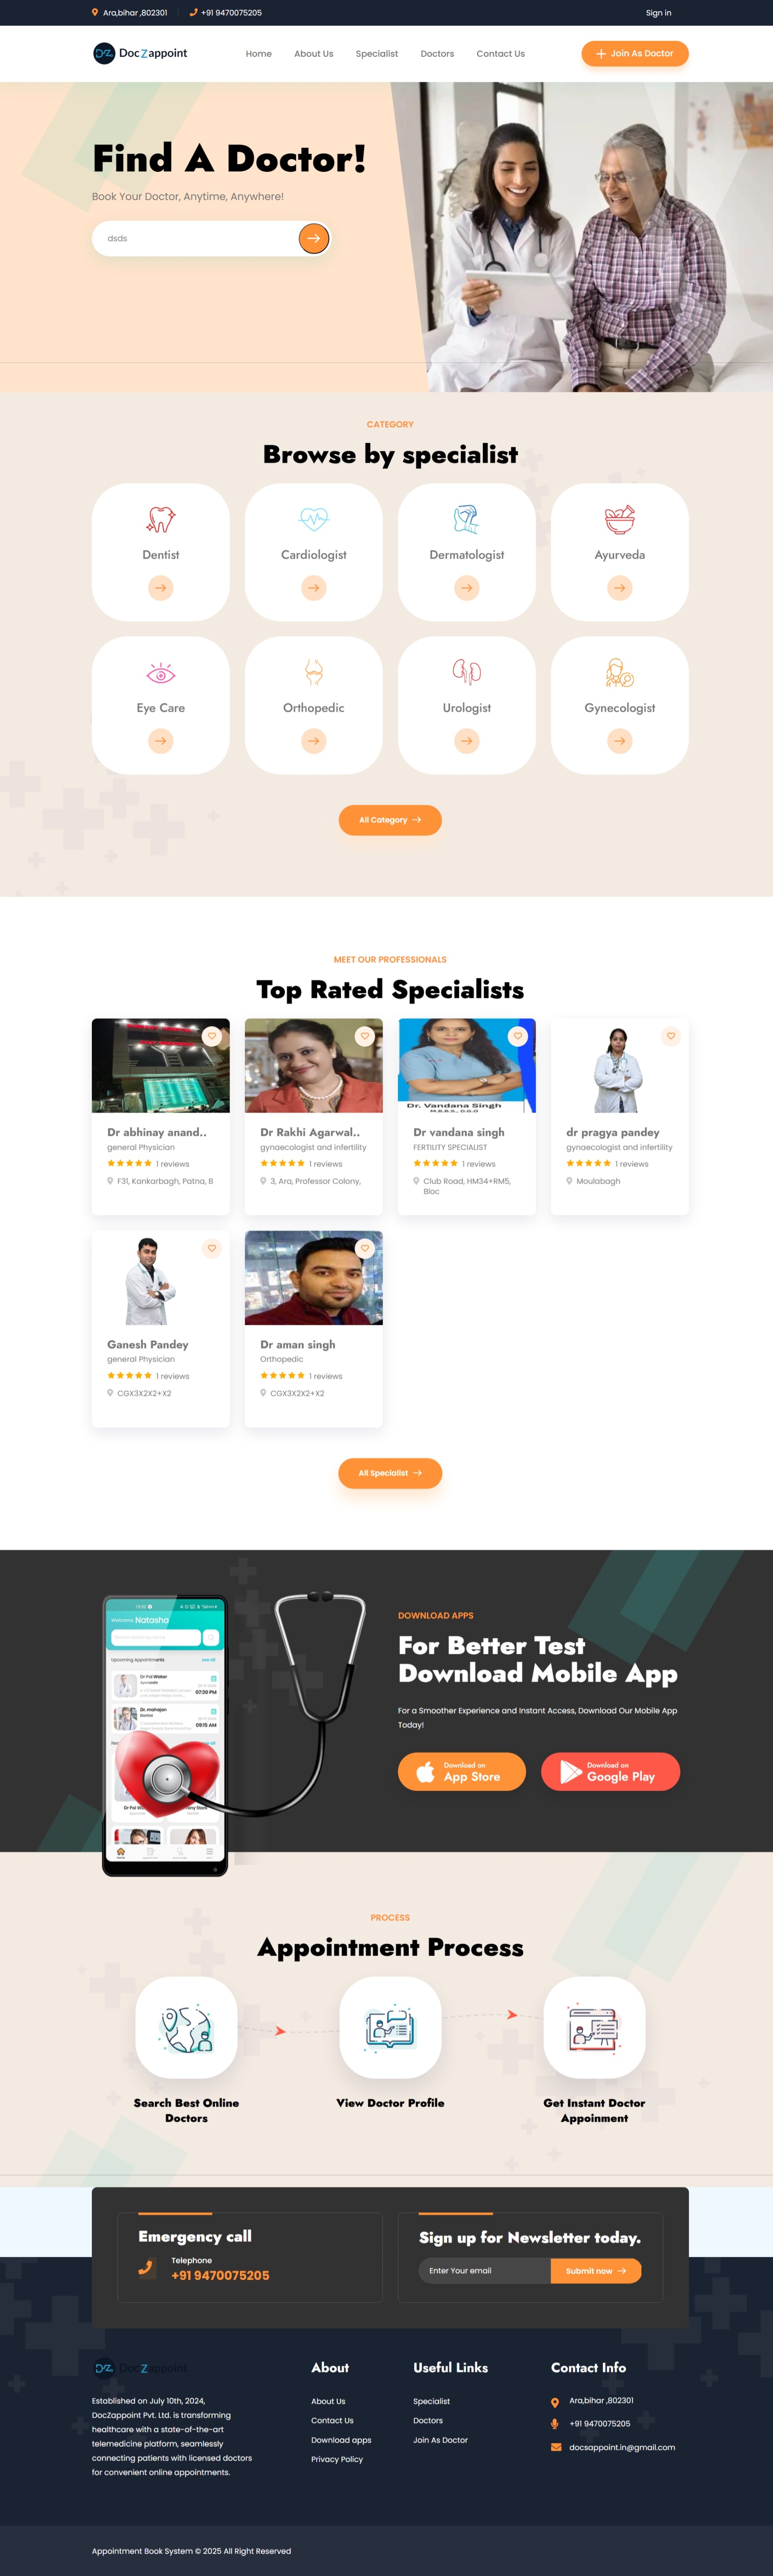 Ara,bihar ,802301
+91 9470075205
Sign in
DocZappoint
Home
About Us
Specialist
Doctors
Contact Us
Join As Doctor
Find A Doctor!
Book Your Doctor, Anytime, Anywhere!
dsds
CATEGORY
Browse by specialist
Dentist
Cardiologist
Dermatologist
Ayurveda
Eye Care
Orthopedic
Urologist
Gynecologist
All Category
MEET OUR PROFESSIONALS
Top Rated Specialists
Dr abhinay anand..
general Physician
1 reviews
F31, Kankarbagh, Patna, B
Dr Rakhi Agarwal..
gynaecologist and infertility
1 reviews
3, Ara, Professor Colony,
Dr. Vandana Singh
Dr vandana singh
FERTILITY SPECIALIST
1 reviews
Club Road, HM34+RM5,
Bloc
dr pragya pandey
gynaecologist and infertility
1 reviews
Moulabagh
Ganesh Pandey
general Physician
1 reviews
CGX3X2X2+X2
Dr aman singh
Orthopedic
1 reviews
CGX3X2X2+X2
All Specialist
Welcome, Natasha
Upcoming Appointments
see all
Dr Pol Woker
Ayurveda
07:30 PM
Dr. mahajan
Dentist
09:15 AM
DOWNLOAD APPS
For Better Test
Download Mobile App
For a Smoother Experience and Instant Access, Download Our Mobile App
Today!
Download on
App Store
Download on
Google Play
PROCESS
Appointment Process
Search Best Online
Doctors
View Doctor Profile
Get Instant Doctor
Appoinment
Emergency call
Telephone
+91 9470075205
Sign up for Newsletter today.
Enter Your email
Submit now
DocZappoint
Established on July 10th, 2024,
DocZappoint Pvt. Ltd. is transforming
healthcare with a state-of-the-art
telemedicine platform, seamlessly
connecting patients with licensed doctors
for convenient online appointments.
About
About Us
Contact Us
Download apps
Privacy Policy
Useful Links
Specialist
Doctors
Join As Doctor
Contact Info
Ara,bihar ,802301
+91 9470075205
docsappoint.in@gmail.com
Appointment Book System © 2025 All Right Reserved